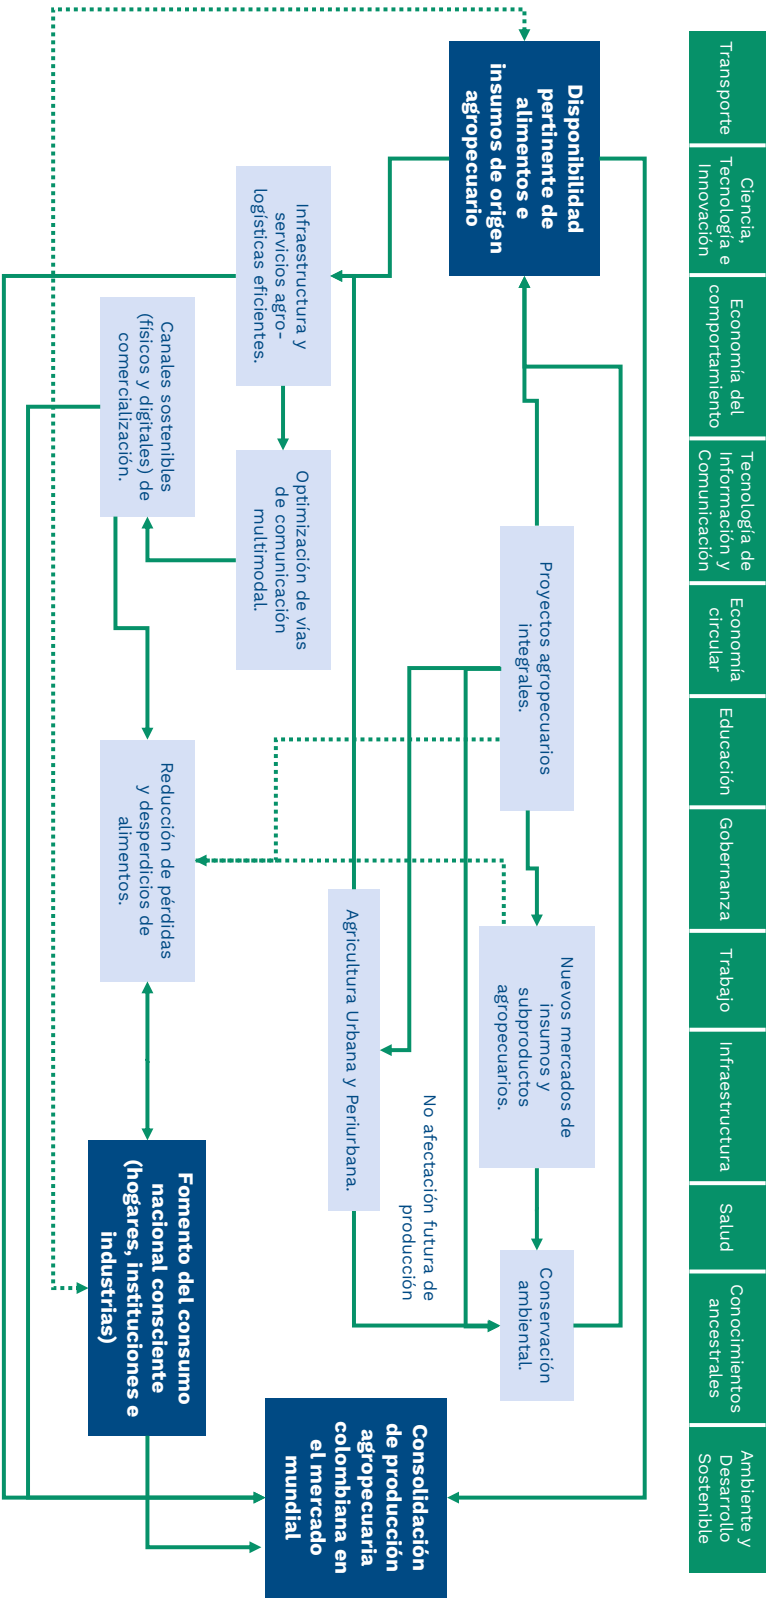 Transporte
Ciencia,
Tecnología e
Innovación
Economía del
comportamiento
Tecnología de
Información y
Comunicación
Economía
circular
Educación
Gobernanza
Trabajo
Infraestructura
Salud
Conocimientos
ancestrales
Ambiente y
Desarrollo
Sostenible
Disponibilidad
pertinente de
alimentos e
insumos de origen
agropecuario
Proyectos agropecuarios
integrales.
Nuevos mercados de
insumos y
subproductos
agropecuarios.
Conservación
ambiental.
No afectación futura de
producción
Agricultura Urbana y Periurbana.
Infraestructura y
servicios agro-
logísticas eficientes.
Optimización de vías
de comunicación
multimodal.
Canales sostenibles
(físicos y digitales) de
comercialización.
Reducción de pérdidas
y desperdicios de
alimentos.
Fomento del consumo
nacional consciente
(hogares, instituciones e
industrias)
Consolidación
de producción
agropecuaria
colombiana en
el mercado
mundial